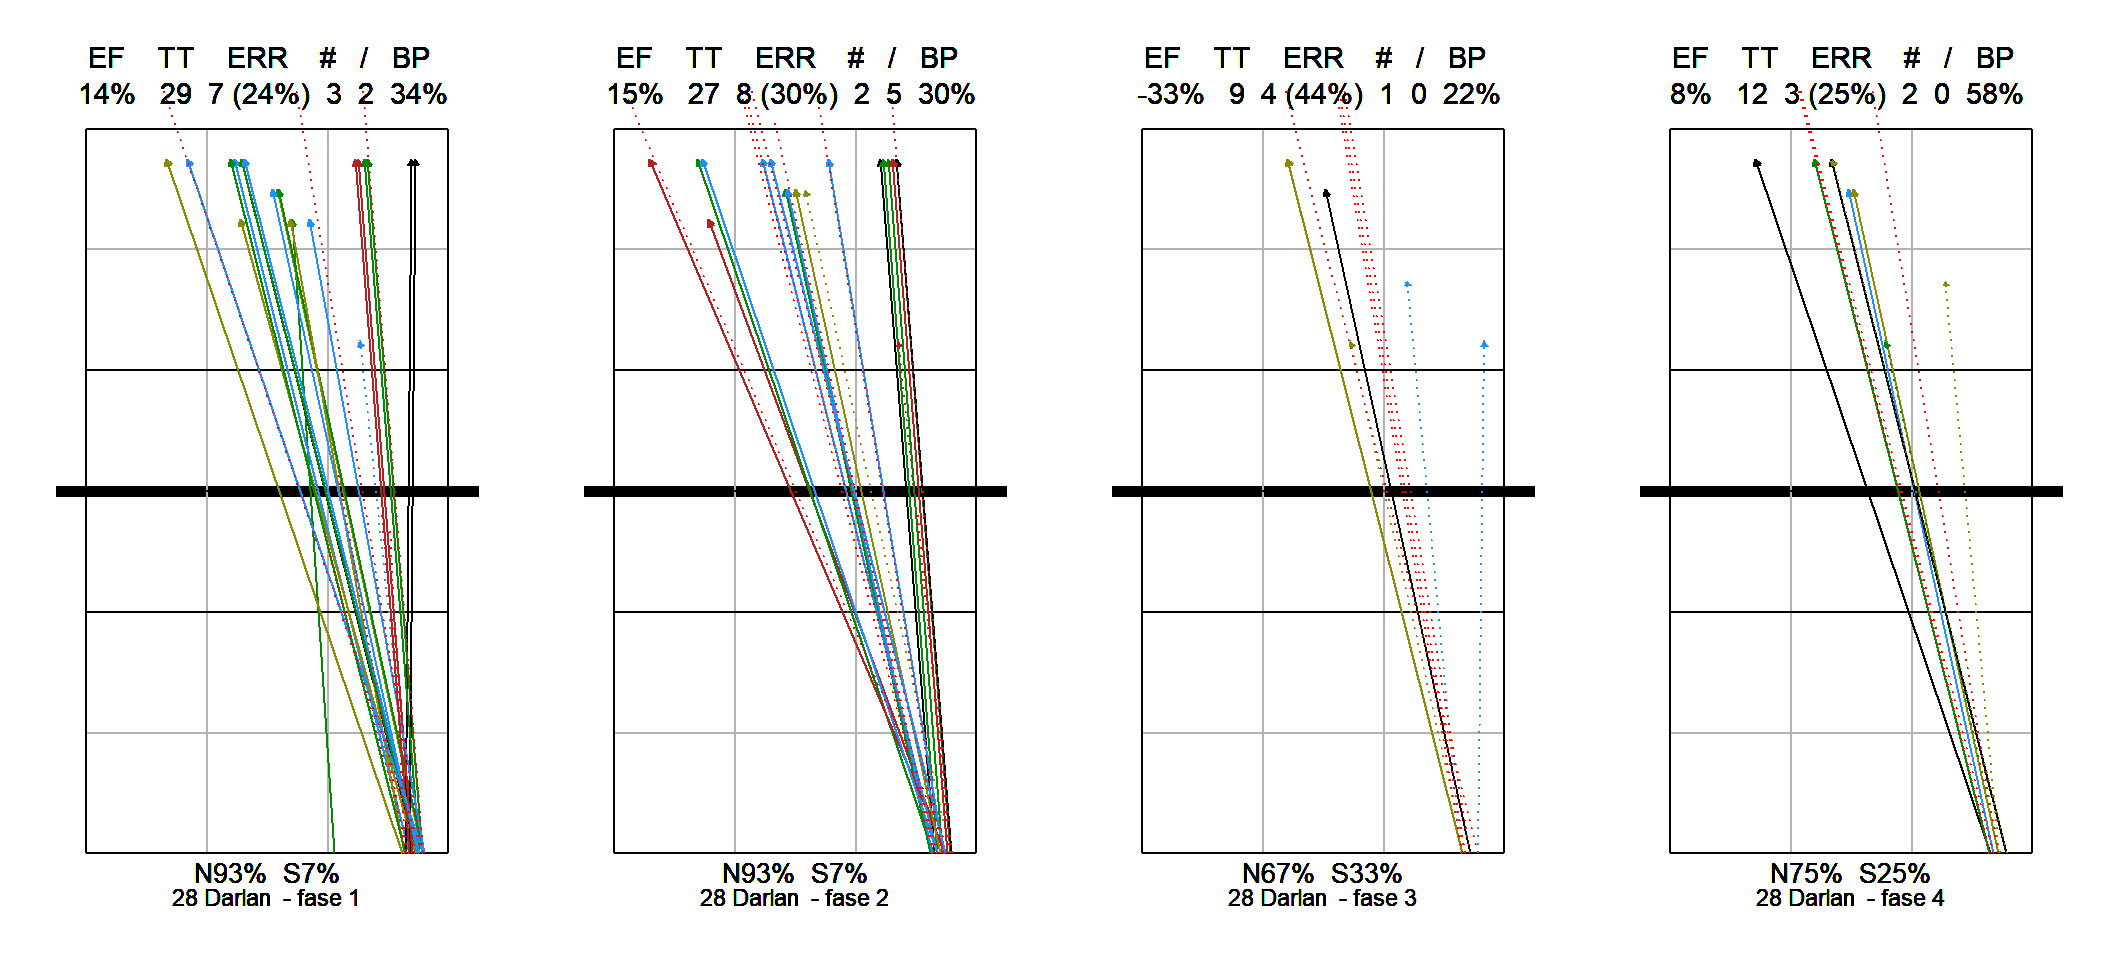 EF TT ERR # / BP
14% 29 7 (24%) 3 2 34%
N93% S7%
28 Darlan - fase 1
EF TT ERR # / BP
15% 27 8 (30%) 2 5 30%
N93% S7%
28 Darlan - fase 2
EF TT ERR # / BP
-33% 9 4 (44%) 1 0 22%
N67% S33%
28 Darlan - fase 3
EF TT ERR # / BP
8% 12 3 (25%) 2 0 58%
N75% S25%
28 Darlan - fase 4